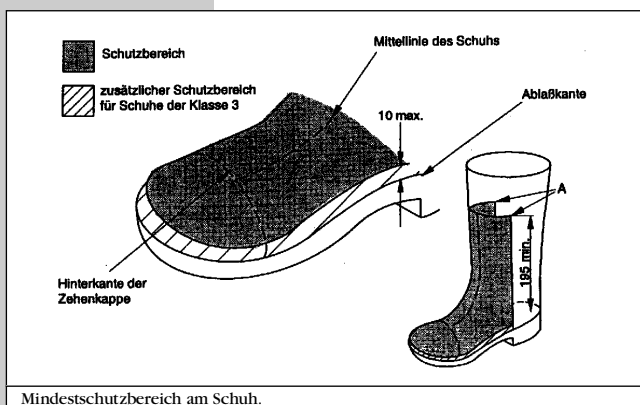 Schutzbereich
zusätzlicher Schutzbereich
für Schuhe der Klasse 3
Mittellinie des Schuhs
Ablaßkante
10 max.
A
195 min.
Hinterkante der
Zehenkappe
Mindestschutzbereich am Schuh.